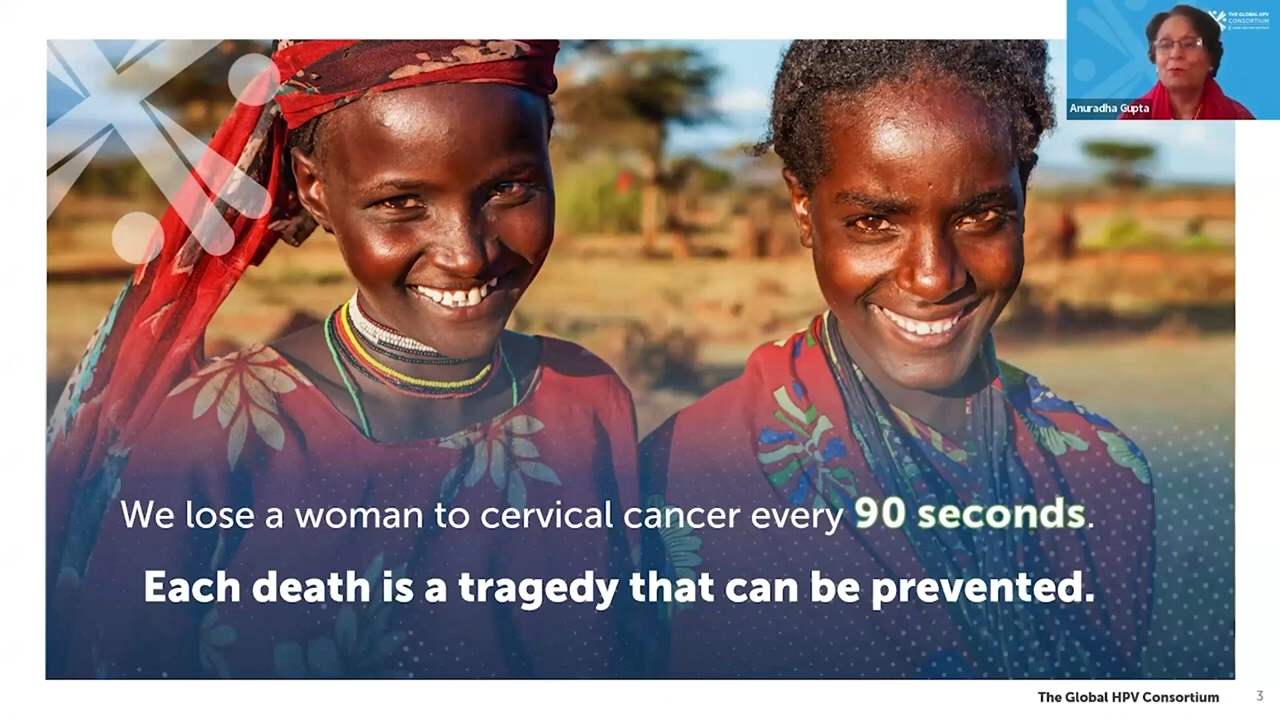 THE GLOBAL HPV
CONSORTIUM
Anuradha Gupta
We lose a woman to cervical cancer every 90 seconds.
Each death is a tragedy that can be prevented.
The Global HPV Consortium
3